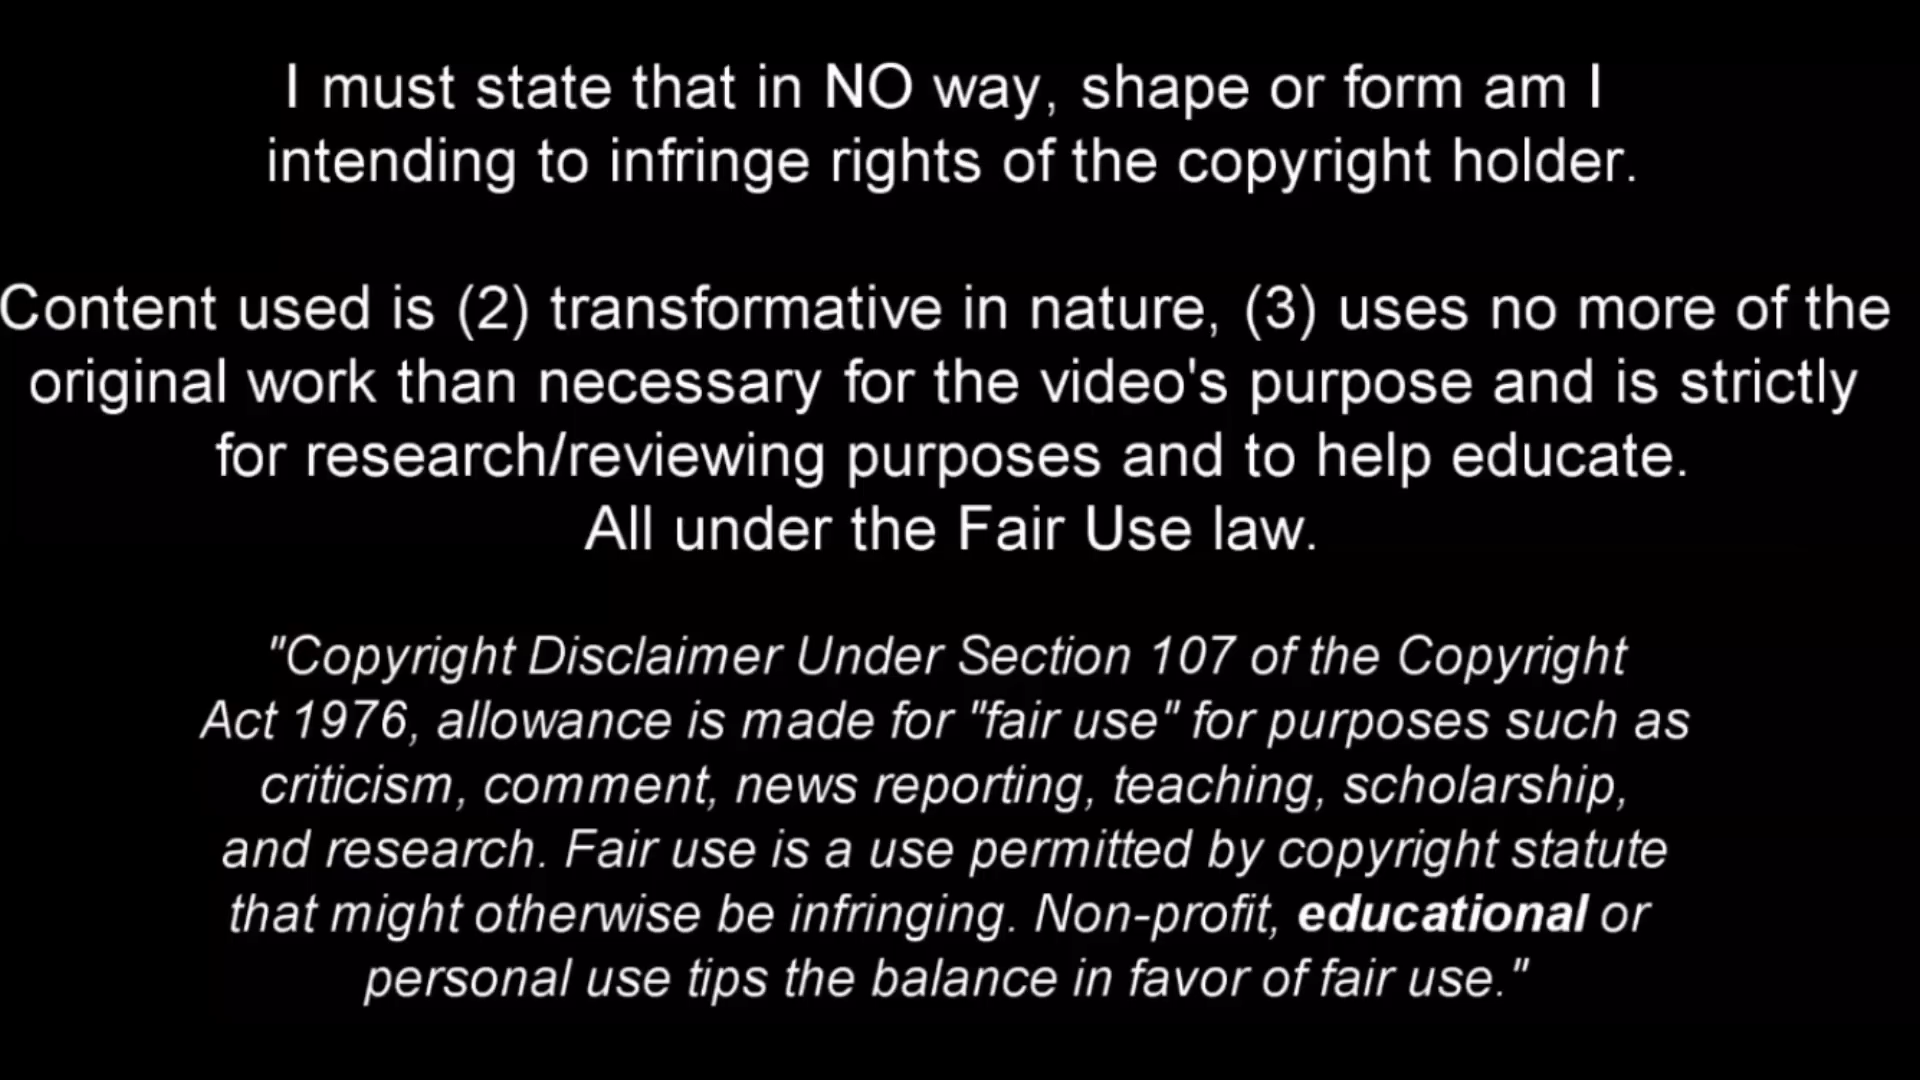 I must state that in NO way, shape or form am I
intending to infringe rights of the copyright holder.
Content used is (2) transformative in nature, (3) uses no more of the
original work than necessary for the video's purpose and is strictly
for research/reviewing purposes and to help educate.
All under the Fair Use law.
"Copyright Disclaimer Under Section 107 of the Copyright
Act 1976, allowance is made for "fair use" for purposes such as
criticism, comment, news reporting, teaching, scholarship,
and research. Fair use is a use permitted by copyright statute
that might otherwise be infringing. Non-profit, educational or
personal use tips the balance in favor of fair use."